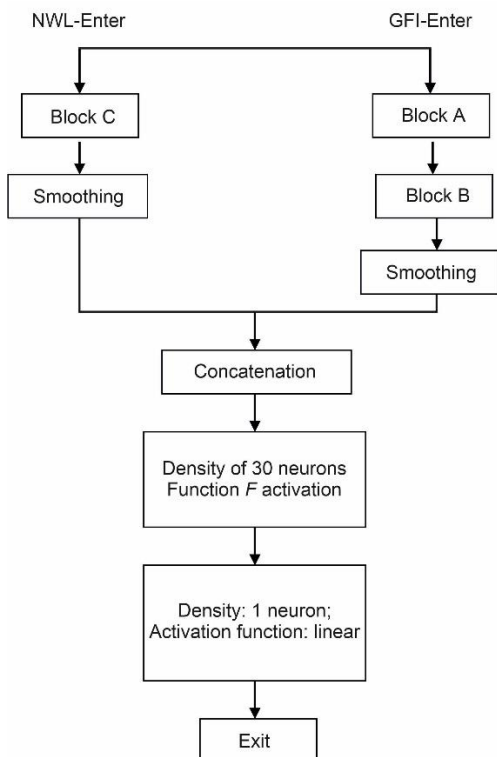 NWL-Enter
GFI-Enter
Block C
Block A
Smoothing
Block B
Smoothing
Concatenation
Density of 30 neurons
Function F activation
Density: 1 neuron;
Activation function: linear
Exit